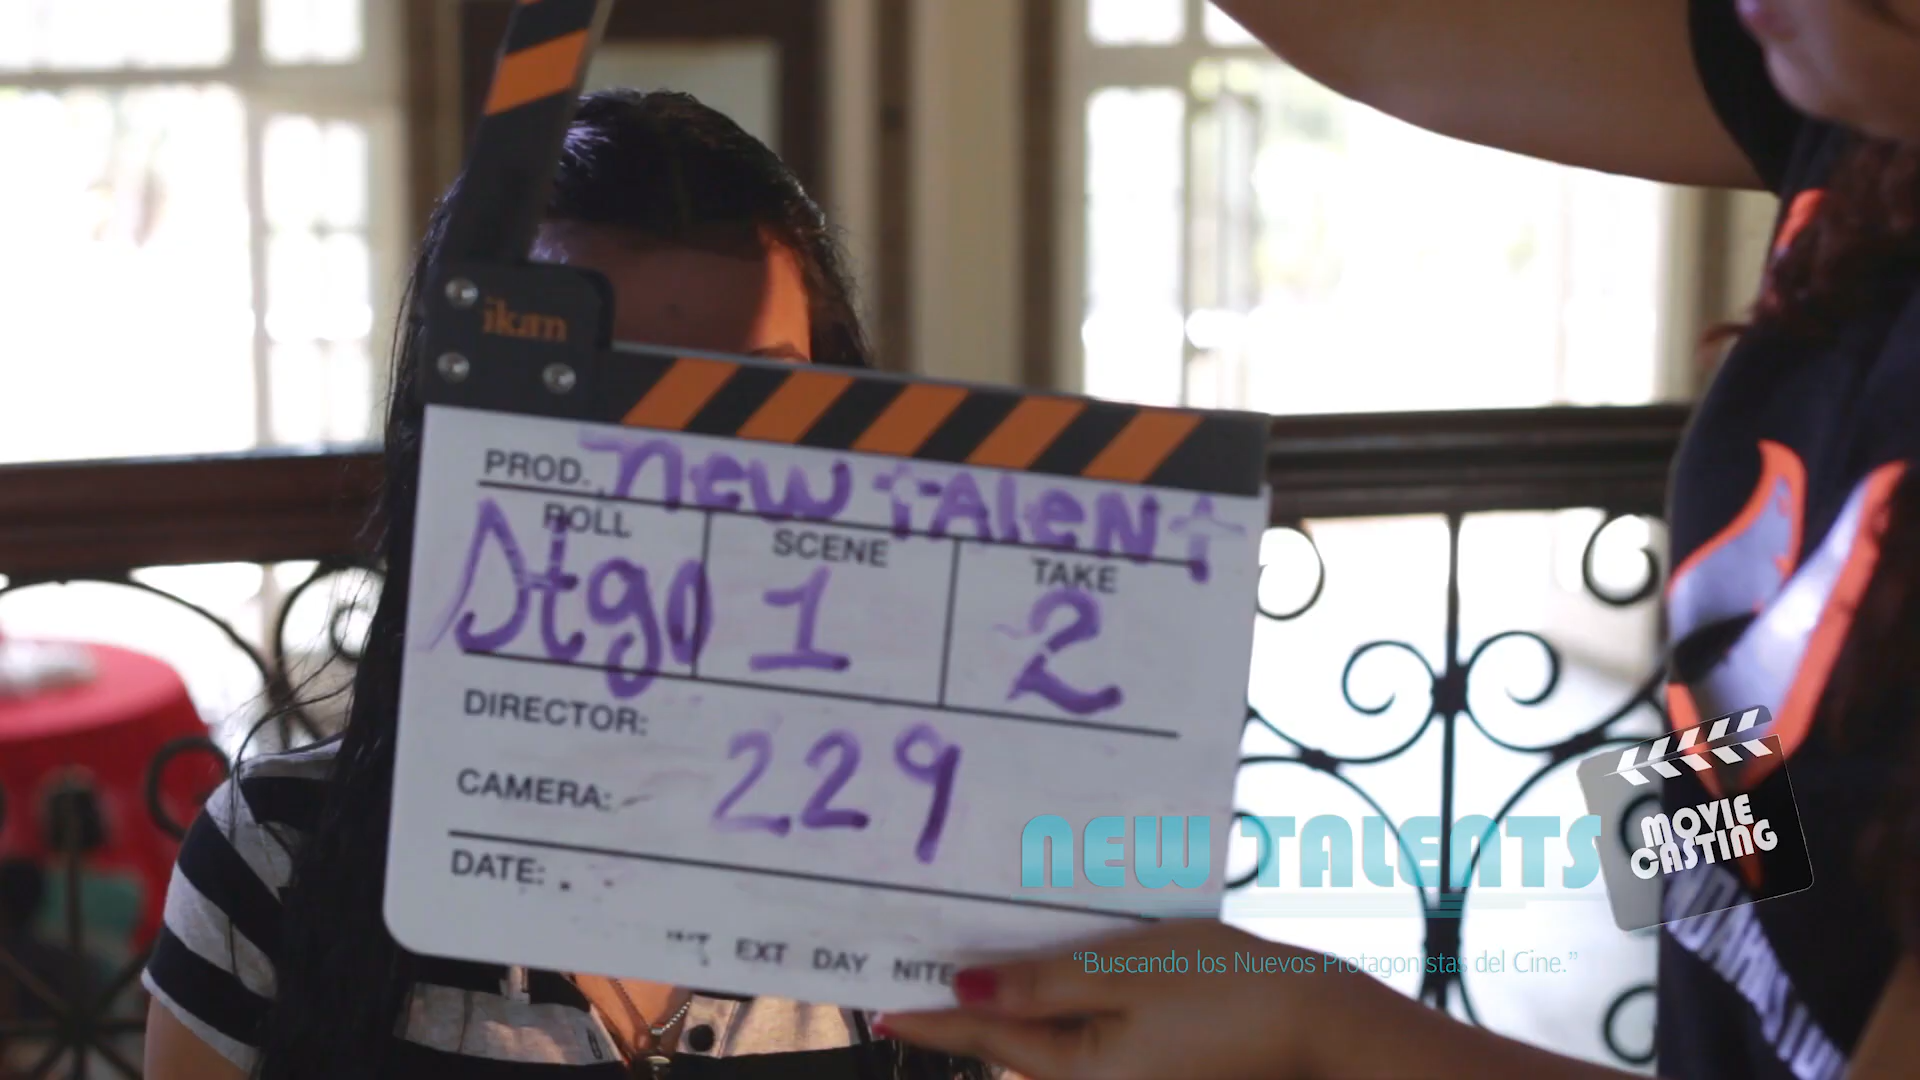 ikan
PROD. New Talent
ROLL SCENE TAKE
Stgo 1 2
DIRECTOR:
229
CAMERA:
DATE:
EXT DAY NITE
NEW TALENTS
MOVIE
CASTING
“Buscando los Nuevos Protagonistas del Cine.”